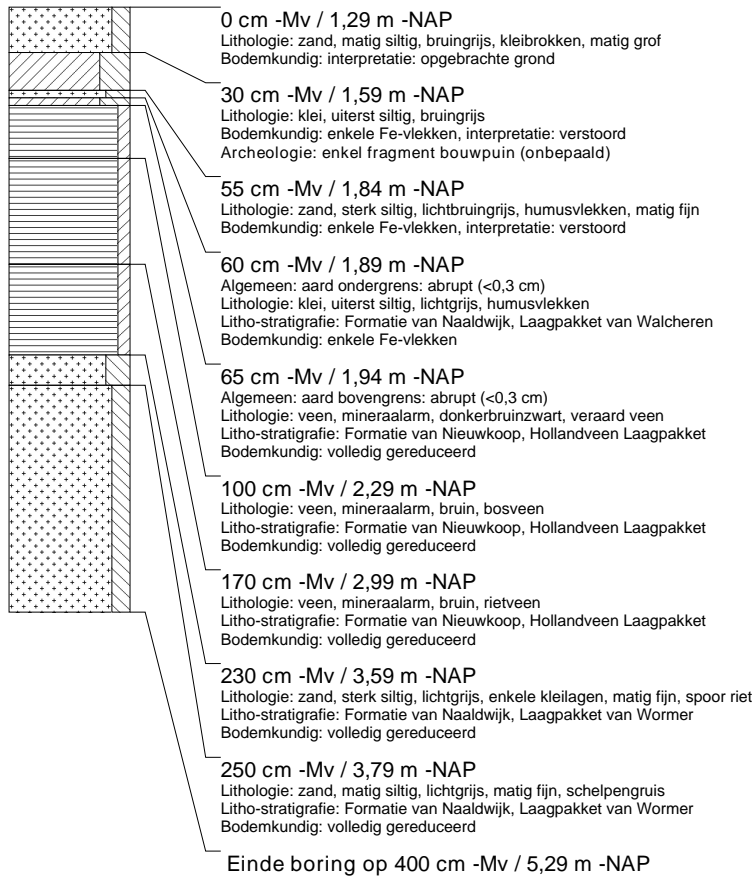 0 cm -Mv / 1,29 m -NAP
Lithologie: zand, matig siltig, bruingrijs, kleibrokken, matig grof
Bodemkundig: interpretatie: opgebrachte grond
30 cm -Mv / 1,59 m -NAP
Lithologie: klei, uiterst siltig, bruingrijs
Bodemkundig: enkele Fe-vlekken, interpretatie: verstoord
Archeologie: enkel fragment bouwpuin (onbepaald)
55 cm -Mv / 1,84 m -NAP
Lithologie: zand, sterk siltig, lichtbruingrijs, humusvlekken, matig fijn
Bodemkundig: enkele Fe-vlekken, interpretatie: verstoord
60 cm -Mv / 1,89 m -NAP
Algemeen: aard ondergrens: abrupt (<0,3 cm)
Lithologie: klei, uiterst siltig, lichtgrijs, humusvlekken
Litho-stratigrafie: Formatie van Naaldwijk, Laagpakket van Walcheren
Bodemkundig: enkele Fe-vlekken
65 cm -Mv / 1,94 m -NAP
Algemeen: aard bovengrens: abrupt (<0,3 cm)
Lithologie: veen, mineraalarm, donkerbruinzwart, veraard veen
Litho-stratigrafie: Formatie van Nieuwkoop, Hollandveen Laagpakket
Bodemkundig: volledig gereduceerd
100 cm -Mv / 2,29 m -NAP
Lithologie: veen, mineraalarm, bruin, bosveen
Litho-stratigrafie: Formatie van Nieuwkoop, Hollandveen Laagpakket
Bodemkundig: volledig gereduceerd
170 cm -Mv / 2,99 m -NAP
Lithologie: veen, mineraalarm, bruin, rietveen
Litho-stratigrafie: Formatie van Nieuwkoop, Hollandveen Laagpakket
Bodemkundig: volledig gereduceerd
230 cm -Mv / 3,59 m -NAP
Lithologie: zand, sterk siltig, lichtgrijs, enkele kleilagen, matig fijn, spoor riet
Litho-stratigrafie: Formatie van Naaldwijk, Laagpakket van Wormer
Bodemkundig: volledig gereduceerd
250 cm -Mv / 3,79 m -NAP
Lithologie: zand, matig siltig, lichtgrijs, matig fijn, schelpengruis
Litho-stratigrafie: Formatie van Naaldwijk, Laagpakket van Wormer
Bodemkundig: volledig gereduceerd
Einde boring op 400 cm -Mv / 5,29 m -NAP